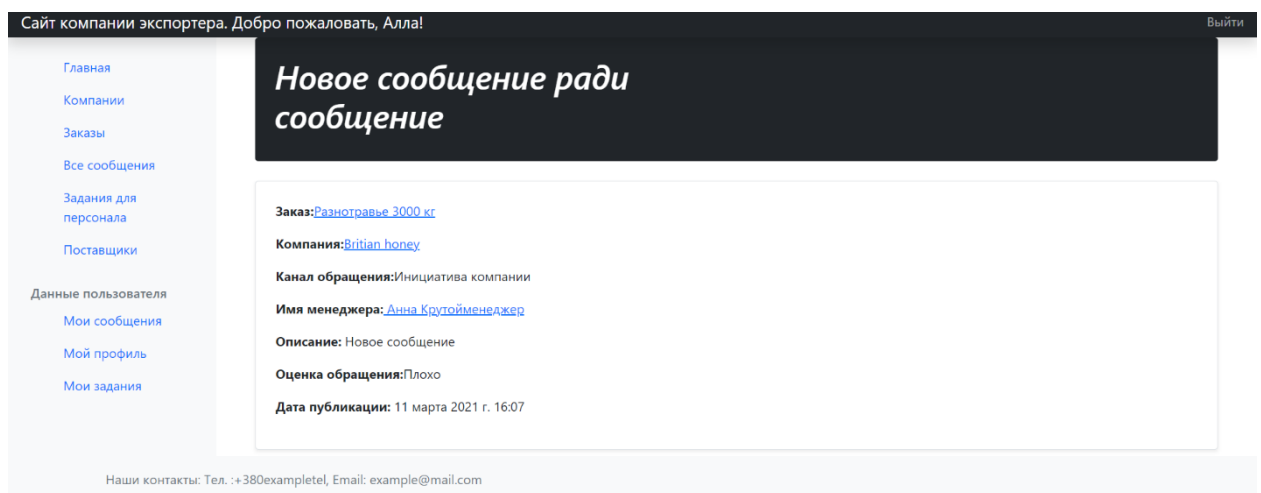 Сайт компании экспортера. Добро пожаловать, Алла!
Выйти
Главная
Компании
Заказы
Все сообщения
Задания для
персонала
Поставщики
Данные пользователя
Мои сообщения
Мой профиль
Мои задания
Новое сообщение ради
сообщение
Заказ:Разнотравье 3000 кг
Компания:Britian honey
Канал обращения:Инициатива компании
Имя менеджера: Анна Крутойменеджер
Описание: Новое сообщение
Оценка обращения:Плохо
Дата публикации: 11 марта 2021 г. 16:07
Наши контакты: Тел. :+380exampletel, Email: example@mail.com